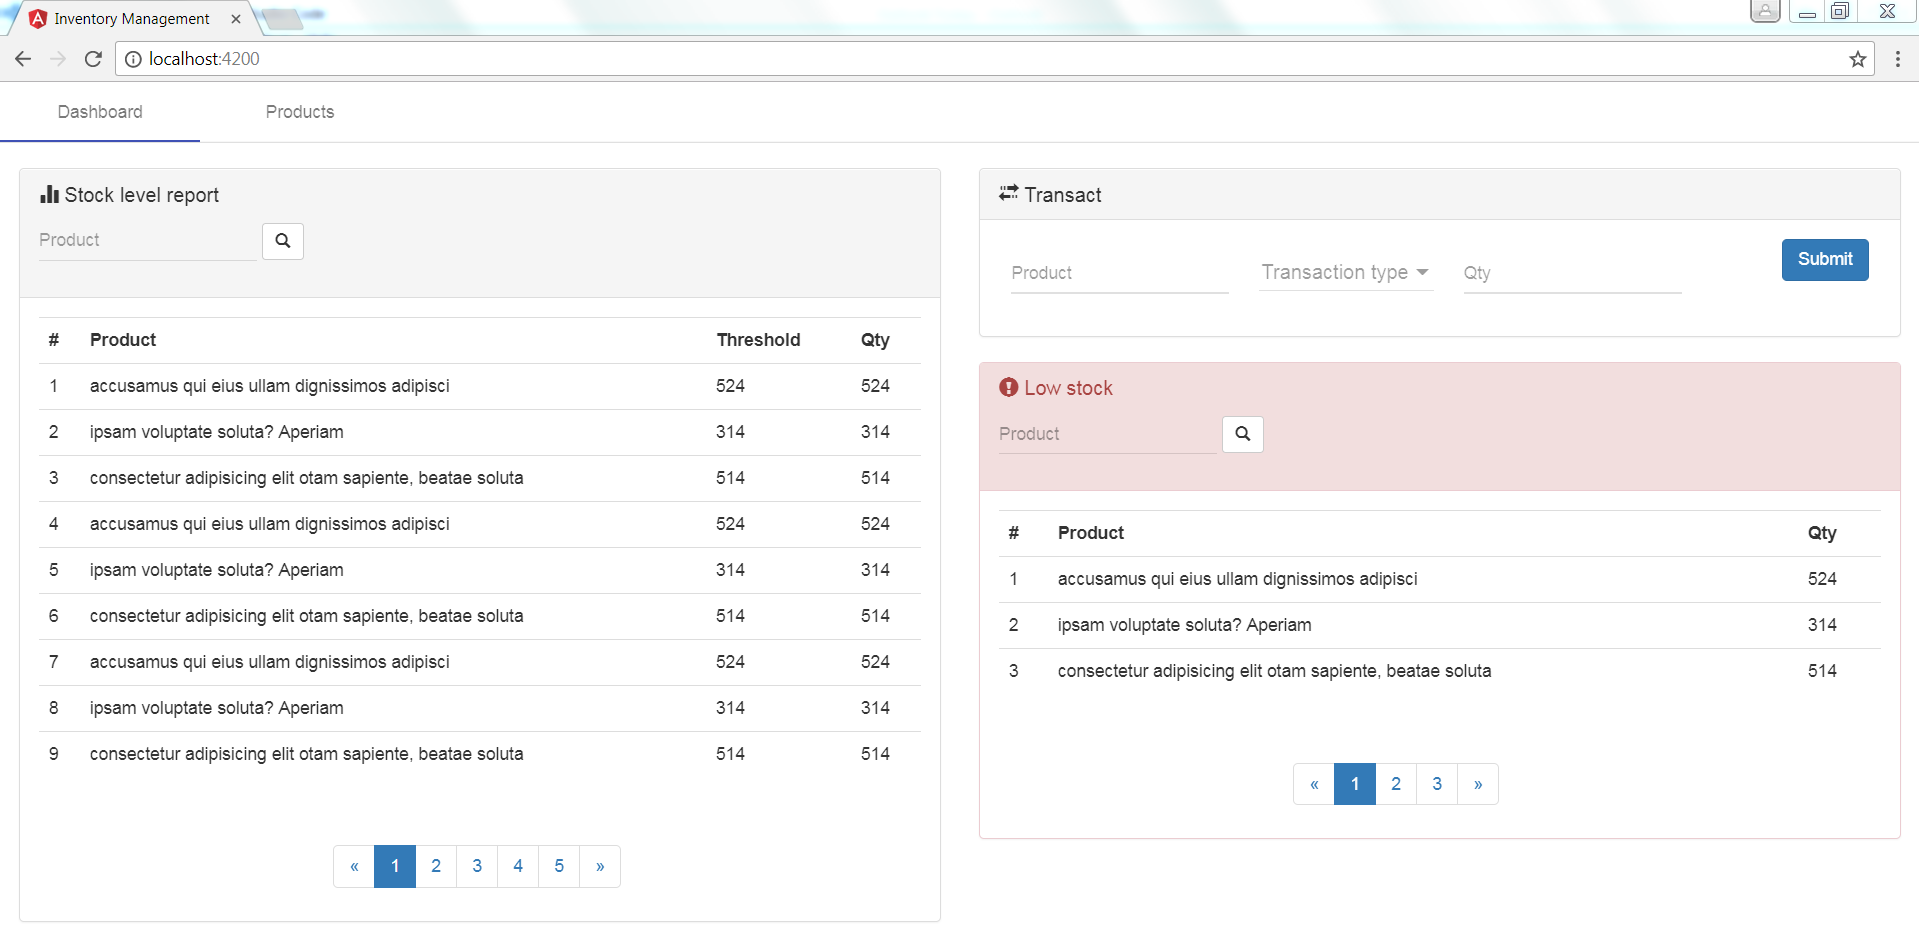 Inventory Management
localhost:4200
Dashboard Products
Stock level report
Product
# Product Threshold Qty
1 accusamus qui eius ullam dignissimos adipisci 524 524
2 ipsam voluptate soluta? Aperiam 314 314
3 consectetur adipisicing elit otam sapiente, beatae soluta 514 514
4 accusamus qui eius ullam dignissimos adipisci 524 524
5 ipsam voluptate soluta? Aperiam 314 314
6 consectetur adipisicing elit otam sapiente, beatae soluta 514 514
7 accusamus qui eius ullam dignissimos adipisci 524 524
8 ipsam voluptate soluta? Aperiam 314 314
9 consectetur adipisicing elit otam sapiente, beatae soluta 514 514
« 1 2 3 4 5 »
Transact
Product Transaction type Qty Submit
Low stock
Product
# Product Qty
1 accusamus qui eius ullam dignissimos adipisci 524
2 ipsam voluptate soluta? Aperiam 314
3 consectetur adipisicing elit otam sapiente, beatae soluta 514
« 1 2 3 »